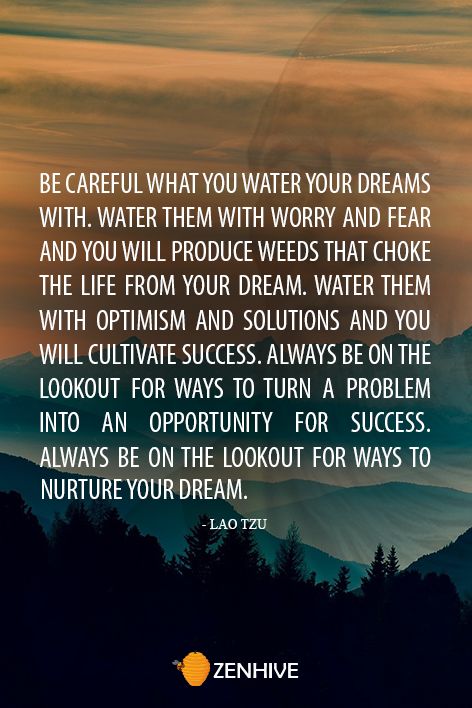 BE CAREFUL WHAT YOU WATER YOUR DREAMS
WITH. WATER THEM WITH WORRY AND FEAR
AND YOU WILL PRODUCE WEEDS THAT CHOKE
THE LIFE FROM YOUR DREAM. WATER THEM
WITH OPTIMISM AND SOLUTIONS AND YOU
WILL CULTIVATE SUCCESS. ALWAYS BE ON THE
LOOKOUT FOR WAYS TO TURN A PROBLEM
INTO AN OPPORTUNITY FOR SUCCESS.
ALWAYS BE ON THE LOOKOUT FOR WAYS TO
NURTURE YOUR DREAM.
- LAO TZU
ZENHIVE